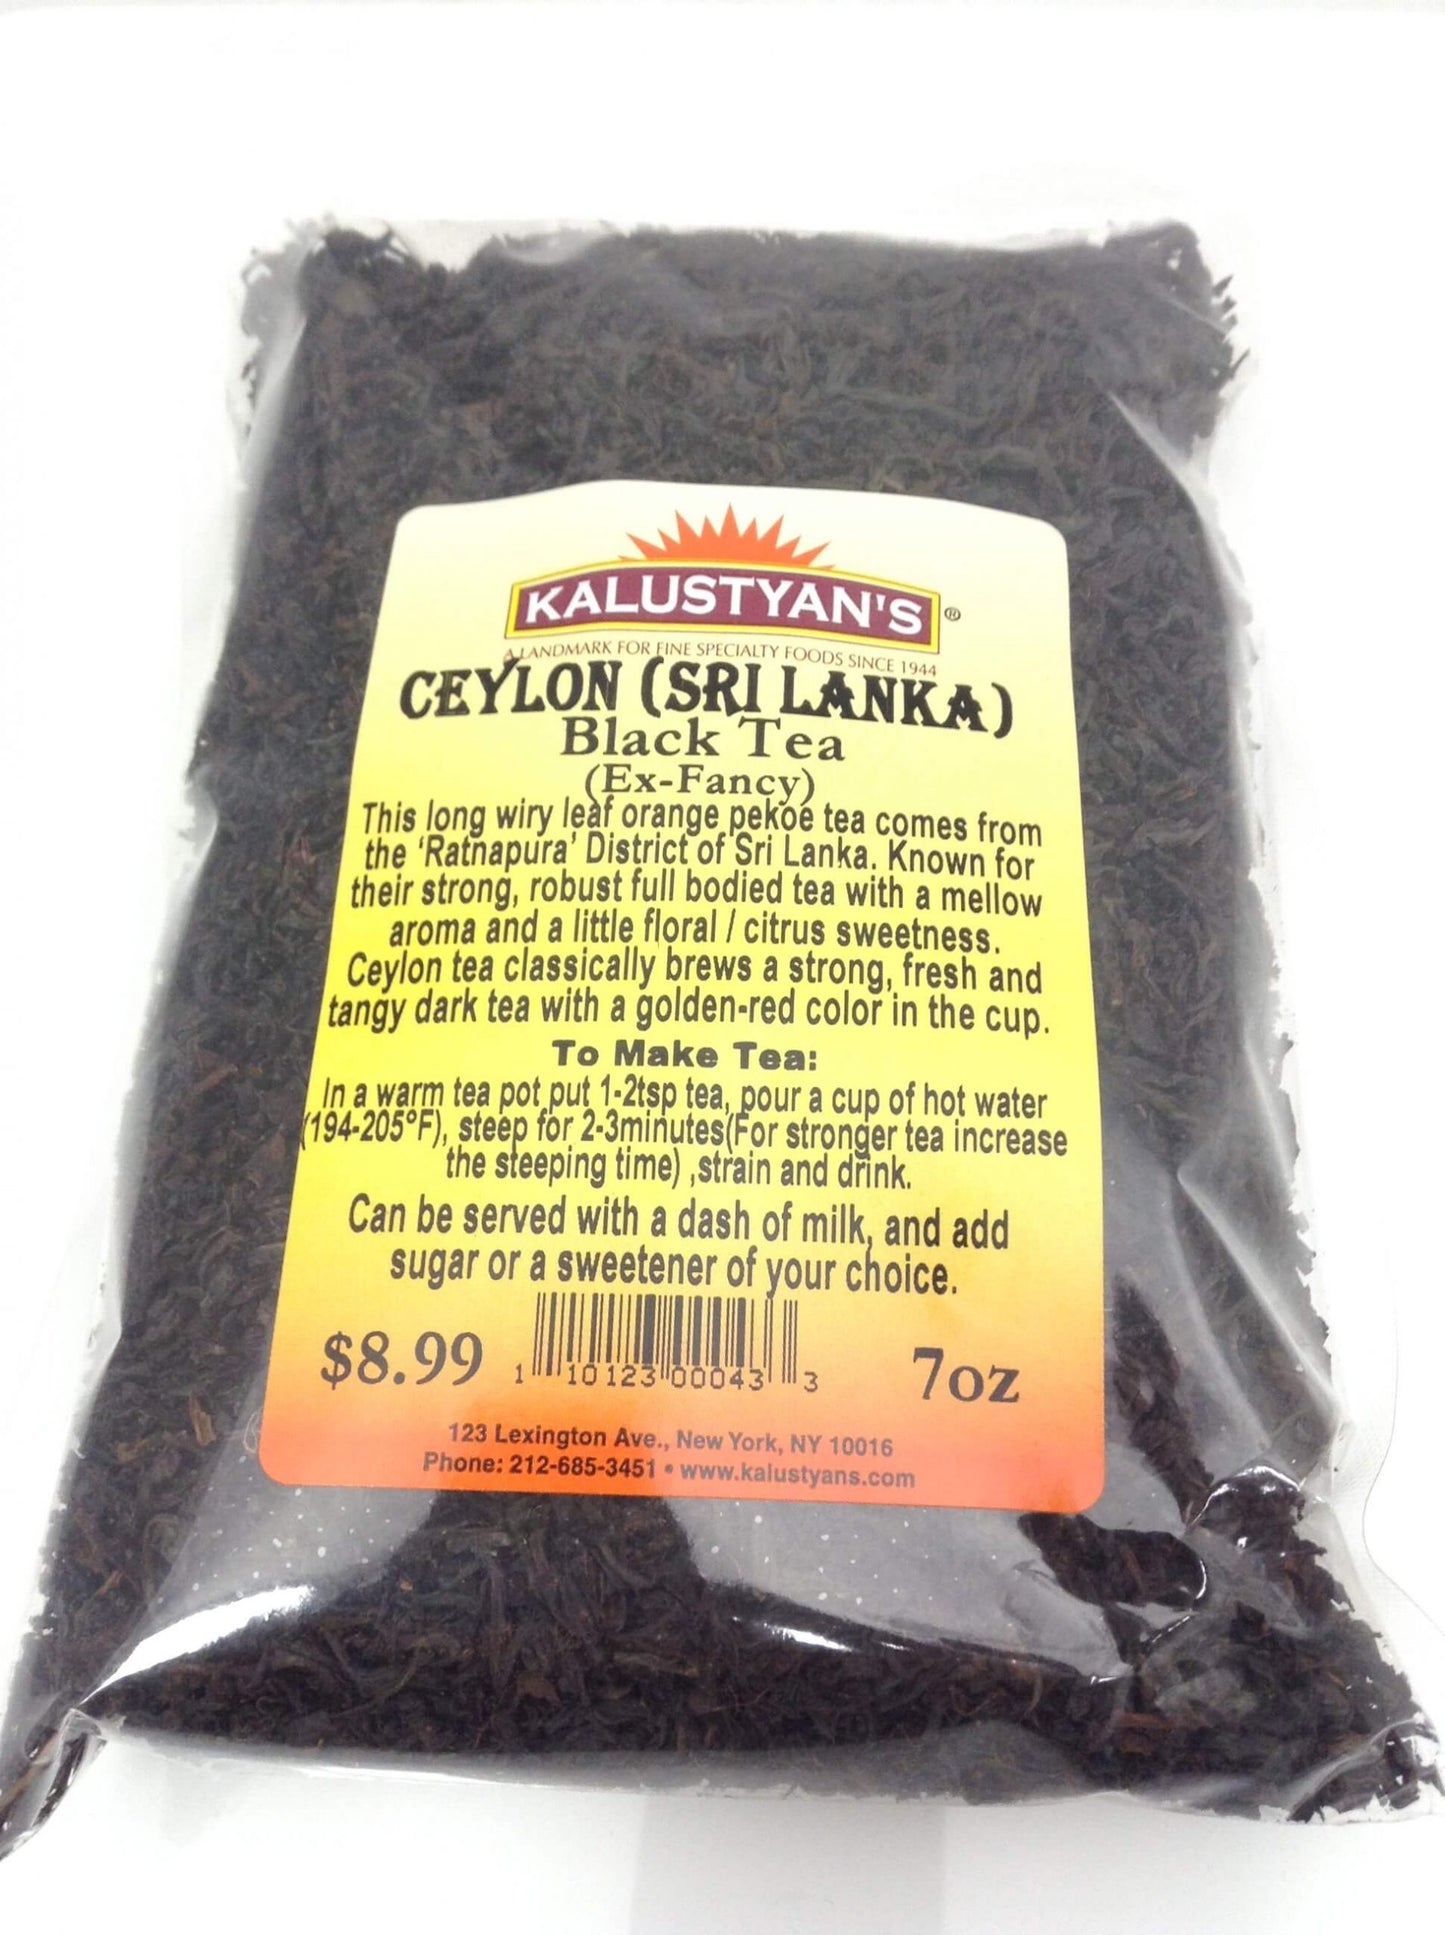 KALUSTYAN'S ®
A LANDMARK FOR FINE SPECIALTY FOODS SINCE 1944
CEYLON (SRI LANKA)
Black Tea
(Ex-Fancy)
This long wiry leaf orange pekoe tea comes from
the ‘Ratnapura’ District of Sri Lanka. Known for
their strong, robust full bodied tea with a mellow
aroma and a little floral / citrus sweetness.
Ceylon tea classically brews a strong, fresh and
tangy dark tea with a golden-red color in the cup.
To Make Tea:
In a warm tea pot put 1-2tsp tea, pour a cup of hot water
(194-205°F), steep for 2-3minutes(For stronger tea increase
the steeping time) ,strain and drink.
Can be served with a dash of milk, and add
sugar or a sweetener of your choice.
$8.99 1 10123 00043 3 7oz
123 Lexington Ave., New York, NY 10016
Phone: 212-685-3451 • www.kalustyans.com